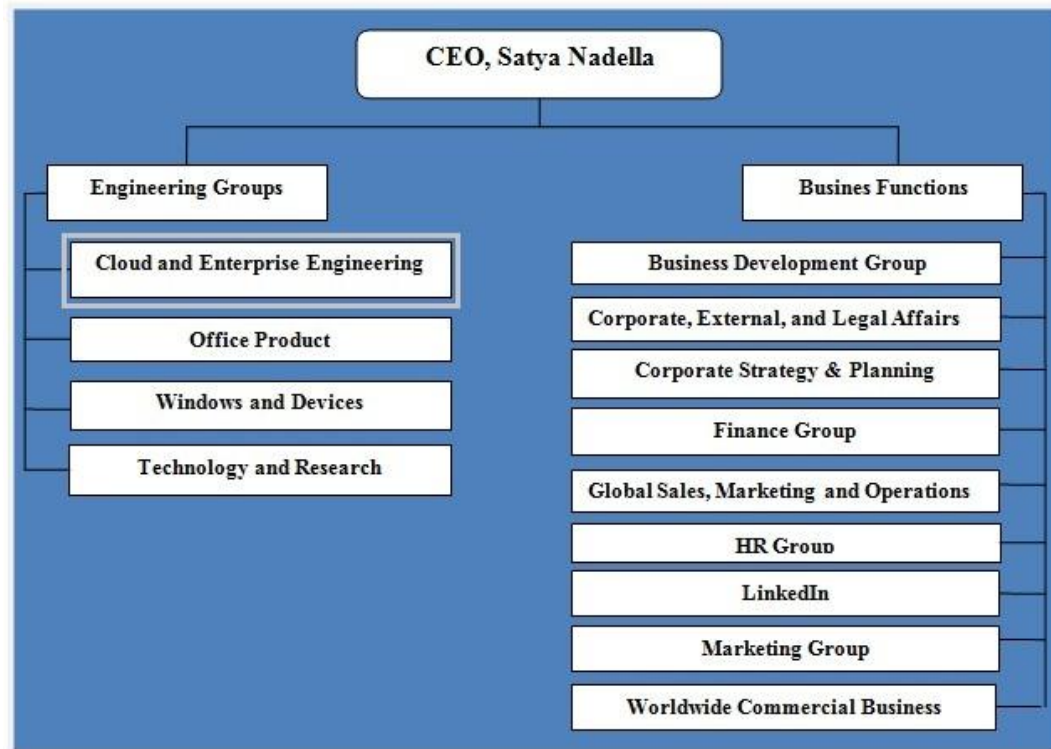 CEO, Satya Nadella
Engineering Groups
Cloud and Enterprise Engineering
Office Product
Windows and Devices
Technology and Research
Busines Functions
Business Development Group
Corporate, External, and Legal Affairs
Corporate Strategy & Planning
Finance Group
Global Sales, Marketing and Operations
HR Group
LinkedIn
Marketing Group
Worldwide Commercial Business